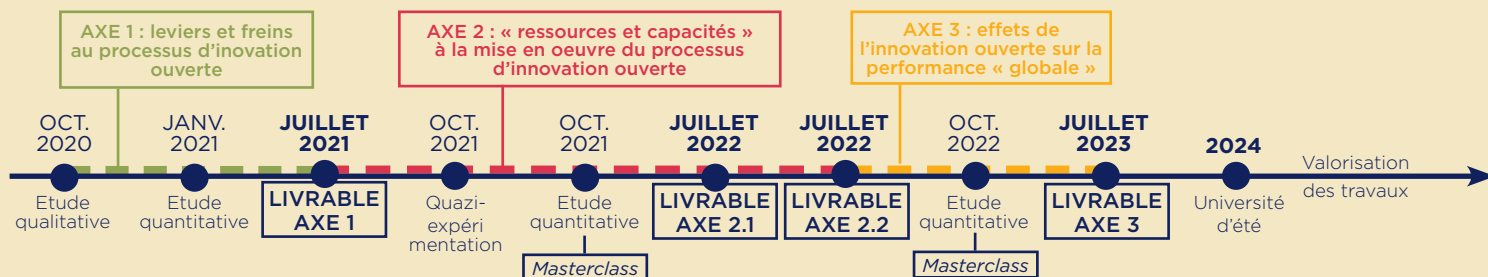 AXE 1 : leviers et freins
au processus d'inovation
ouverte
AXE 2 : « ressources et capacités »
à la mise en oeuvre du processus
d'innovation ouverte
AXE 3 : effets de
l'innovation ouverte sur la
performance « globale »
OCT.
2020
JANV.
2021
JUILLET
2021
OCT.
2021
OCT.
2021
JUILLET
2022
JUILLET
2022
OCT.
2022
JUILLET
2023
2024
Valorisation
des travaux
Etude
qualitative
Etude
quantitative
LIVRABLE
AXE 1
Quazi-
expéri
mentation
Etude
quantitative
Masterclass
LIVRABLE
AXE 2.1
LIVRABLE
AXE 2.2
Etude
quantitative
Masterclass
LIVRABLE
AXE 3
Université
d'été